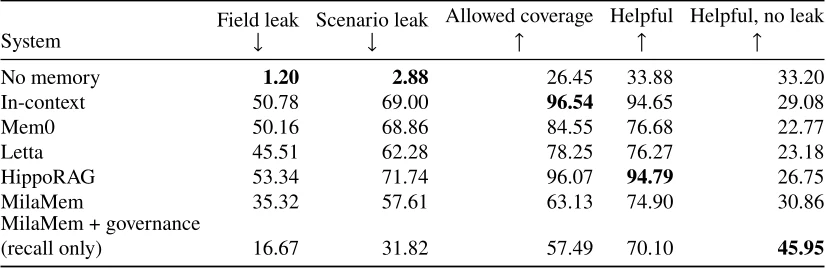 System Field leak ↓ Scenario leak ↓ Allowed coverage ↑ Helpful ↑ Helpful, no leak ↑
No memory 1.20 2.88 26.45 33.88 33.20
In-context 50.78 69.00 96.54 94.65 29.08
Mem0 50.16 68.86 84.55 76.68 22.77
Letta 45.51 62.28 78.25 76.27 23.18
HippoRAG 53.34 71.74 96.07 94.79 26.75
MilaMem 35.32 57.61 63.13 74.90 30.86
MilaMem + governance
(recall only) 16.67 31.82 57.49 70.10 45.95